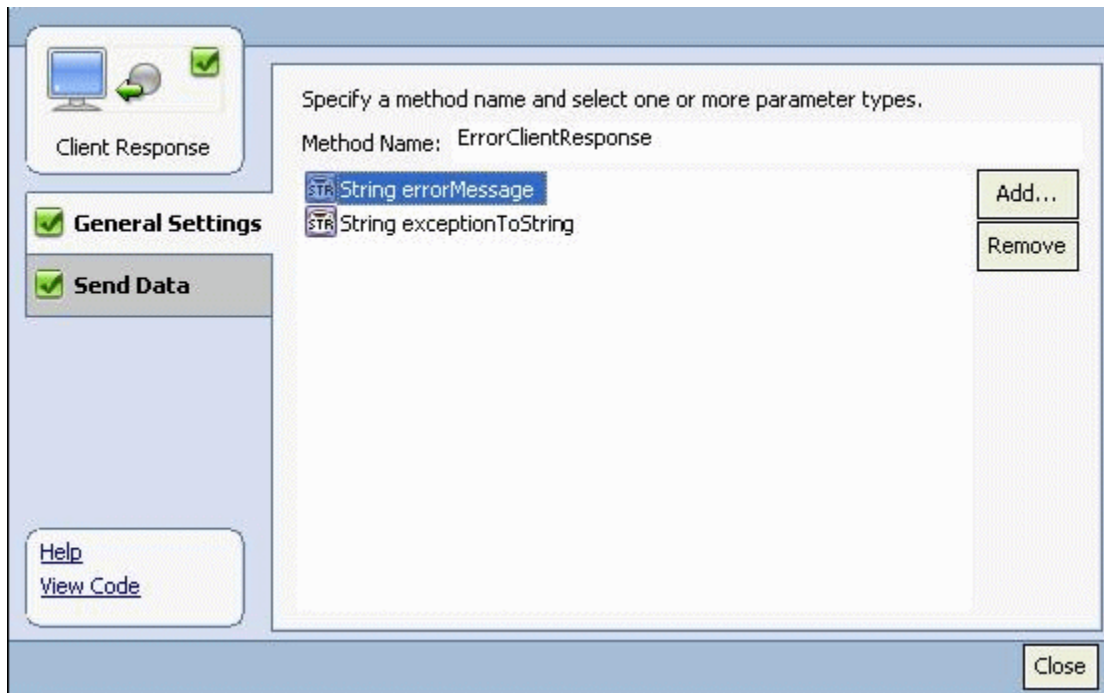 Client Response
General Settings
Send Data
Help
View Code
Specify a method name and select one or more parameter types.
Method Name: ErrorClientResponse
STR String errorMessage
STR String exceptionToString
Add...
Remove
Close